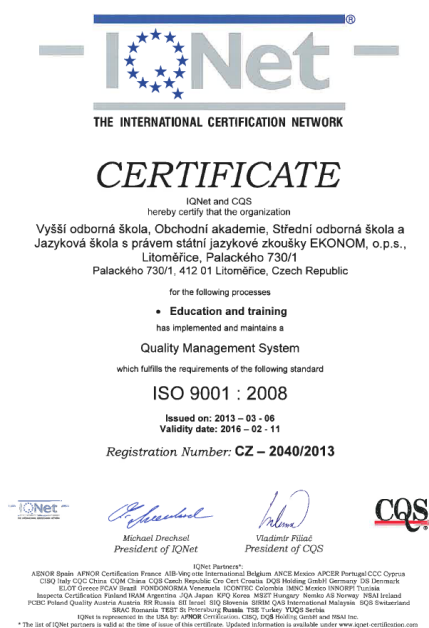 IQNet®
THE INTERNATIONAL CERTIFICATION NETWORK
CERTIFICATE
IQNet and CQS
hereby certify that the organization
Vyšší odborná škola, Obchodní akademie, Střední odborná škola a
Jazyková škola s právem státní jazykové zkoušky EKONOM, o.p.s.,
Litoměřice, Palackého 730/1
Palackého 730/1, 412 01 Litoměřice, Czech Republic
for the following processes
• Education and training
has implemented and maintains a
Quality Management System
which fulfills the requirements of the following standard
ISO 9001 : 2008
Issued on: 2013 - 03 - 06
Validity date: 2016 - 02 - 11
Registration Number: CZ – 2040/2013
IQNet
CQS®
Michael Drechsel
President of IQNet
Vladimír Filiač
President of CQS
IQNet Partners*:
AENOR Spain AFNOR Certification France AIB-Vinçotte International Belgium ANCE Mexico APCER Portugal CCC Cyprus
CISQ Italy CQC China CQM China CQS Czech Republic Cro Cert Croatia DQS Holding GmbH Germany DS Denmark
ELOT Greece FCAV Brazil FONDONORMA Venezuela ICONTEC Colombia IMNC Mexico INNORPI Tunisia
Inspecta Certification Finland IRAM Argentina JQA Japan KFQ Korea MSZT Hungary Nemko AS Norway NSAI Ireland
PCBC Poland Quality Austria Austria RR Russia SII Israel SIQ Slovenia SIRIM QAS International Malaysia SQS Switzerland
SRAC Romania TEST St Petersburg Russia TSE Turkey YUQS Serbia
IQNet is represented in the USA by: AFNOR Certification, CISQ, DQS Holding GmbH and NSAI Inc.
* The list of IQNet partners is valid at the time of issue of this certificate. Updated information is available under www.iqnet-certification.com